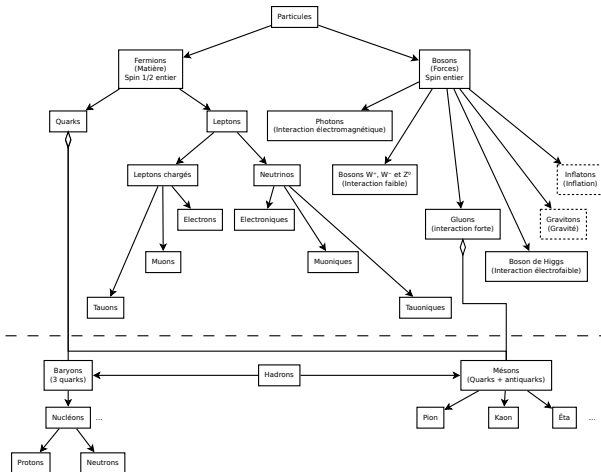 Particules
Fermions
(Matière)
Spin 1/2 entier
Bosons
(Forces)
Spin entier
Quarks
Leptons
Photons
(Interaction électromagnétique)
Leptons chargés
Neutrinos
Bosons W⁺, W⁻ et Z⁰
(Interaction faible)
Inflatons
(Inflation)
Electrons
Electroniques
Gluons
(interaction forte)
Gravitons
(Gravité)
Muons
Muoniques
Boson de Higgs
(Interaction électrofaible)
Tauons
Tauoniques
Baryons
(3 quarks)
Hadrons
Mésons
(Quarks + antiquarks)
Nucléons ...
Pion
Kaon
Éta ...
Protons
Neutrons